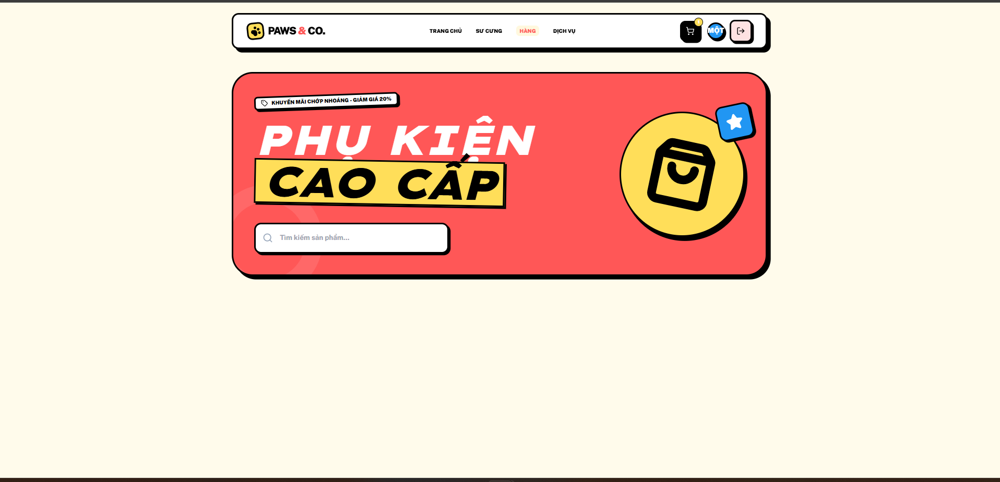 PAWS & CO.
TRANG CHỦ
SƯ CƯNG
HÀNG
DỊCH VỤ
1
MỘT
KHUYẾN MÃI CHỚP NHOÁNG - GIẢM GIÁ 20%
PHỤ KIỆN
CAO CẤP
Tìm kiếm sản phẩm...